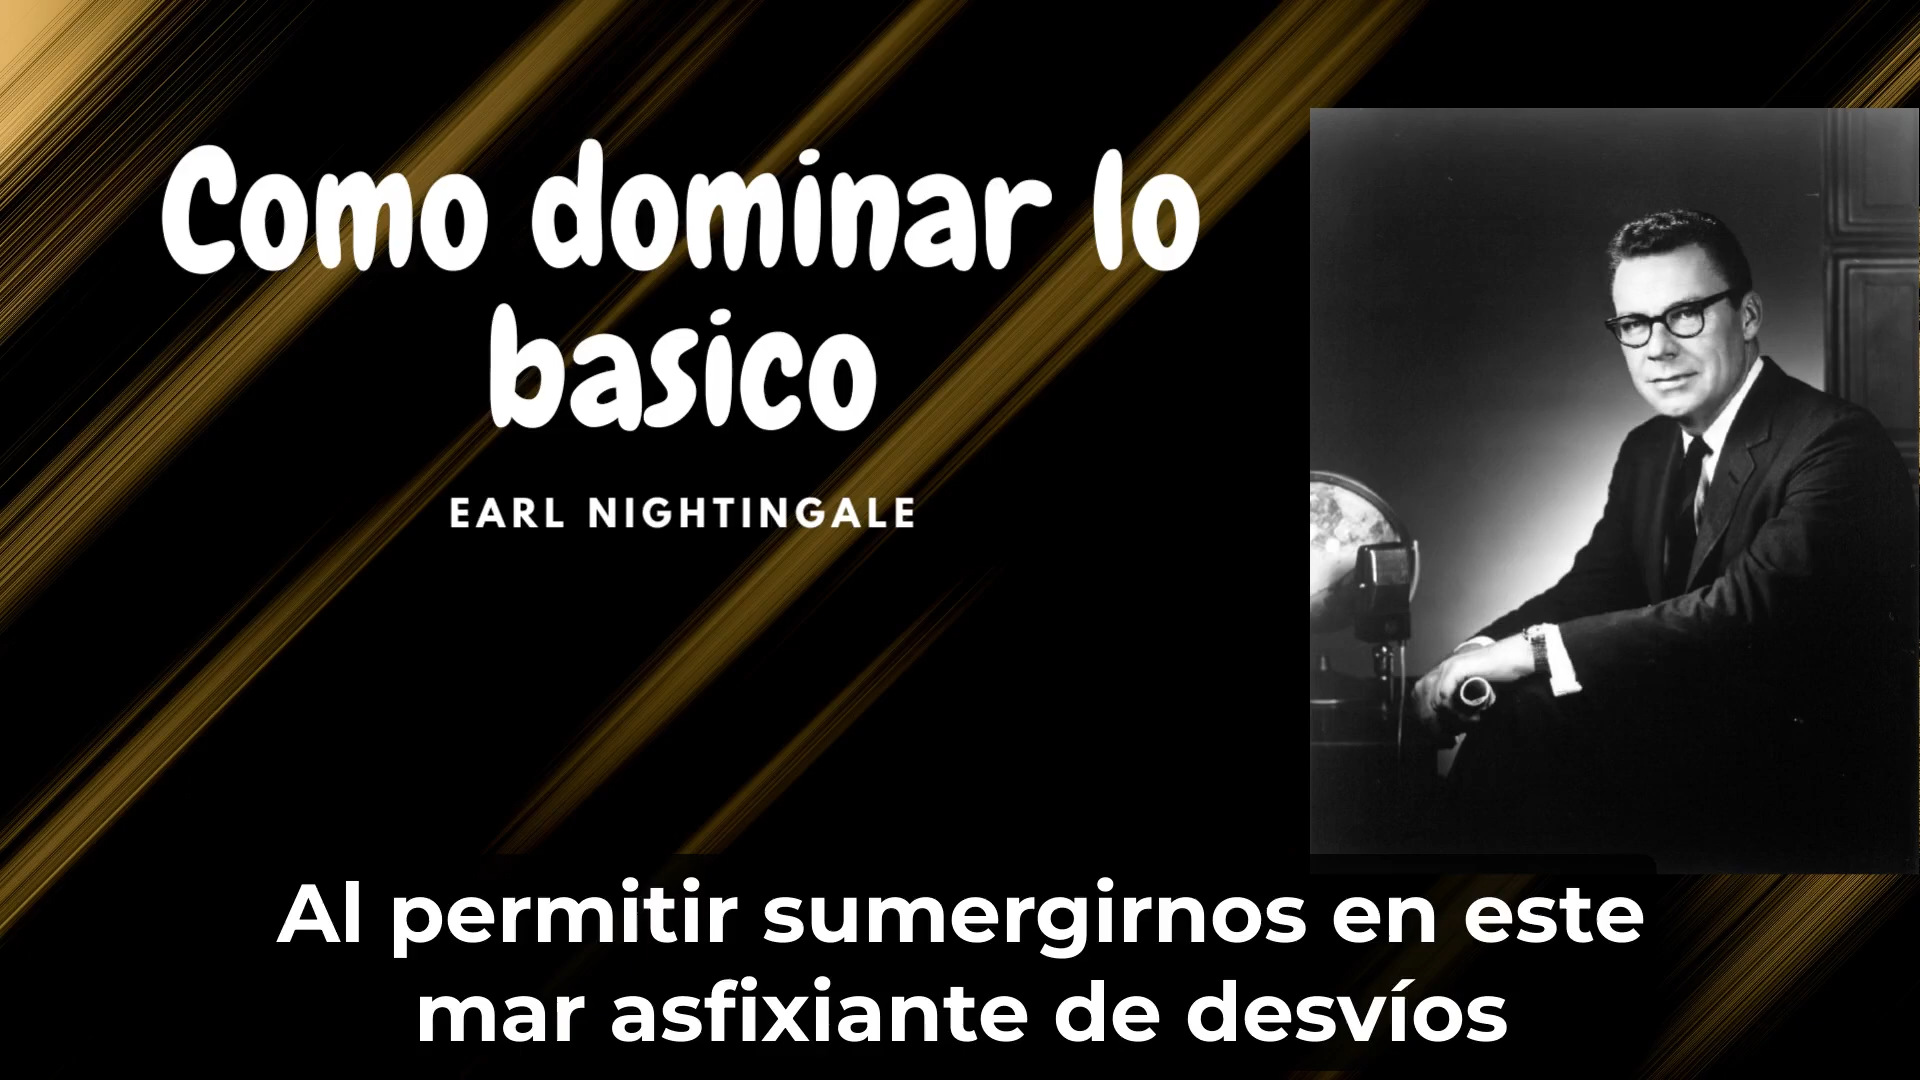 Como dominar lo
basico
EARL NIGHTINGALE
Al permitir sumergirnos en este
mar asfixiante de desvíos